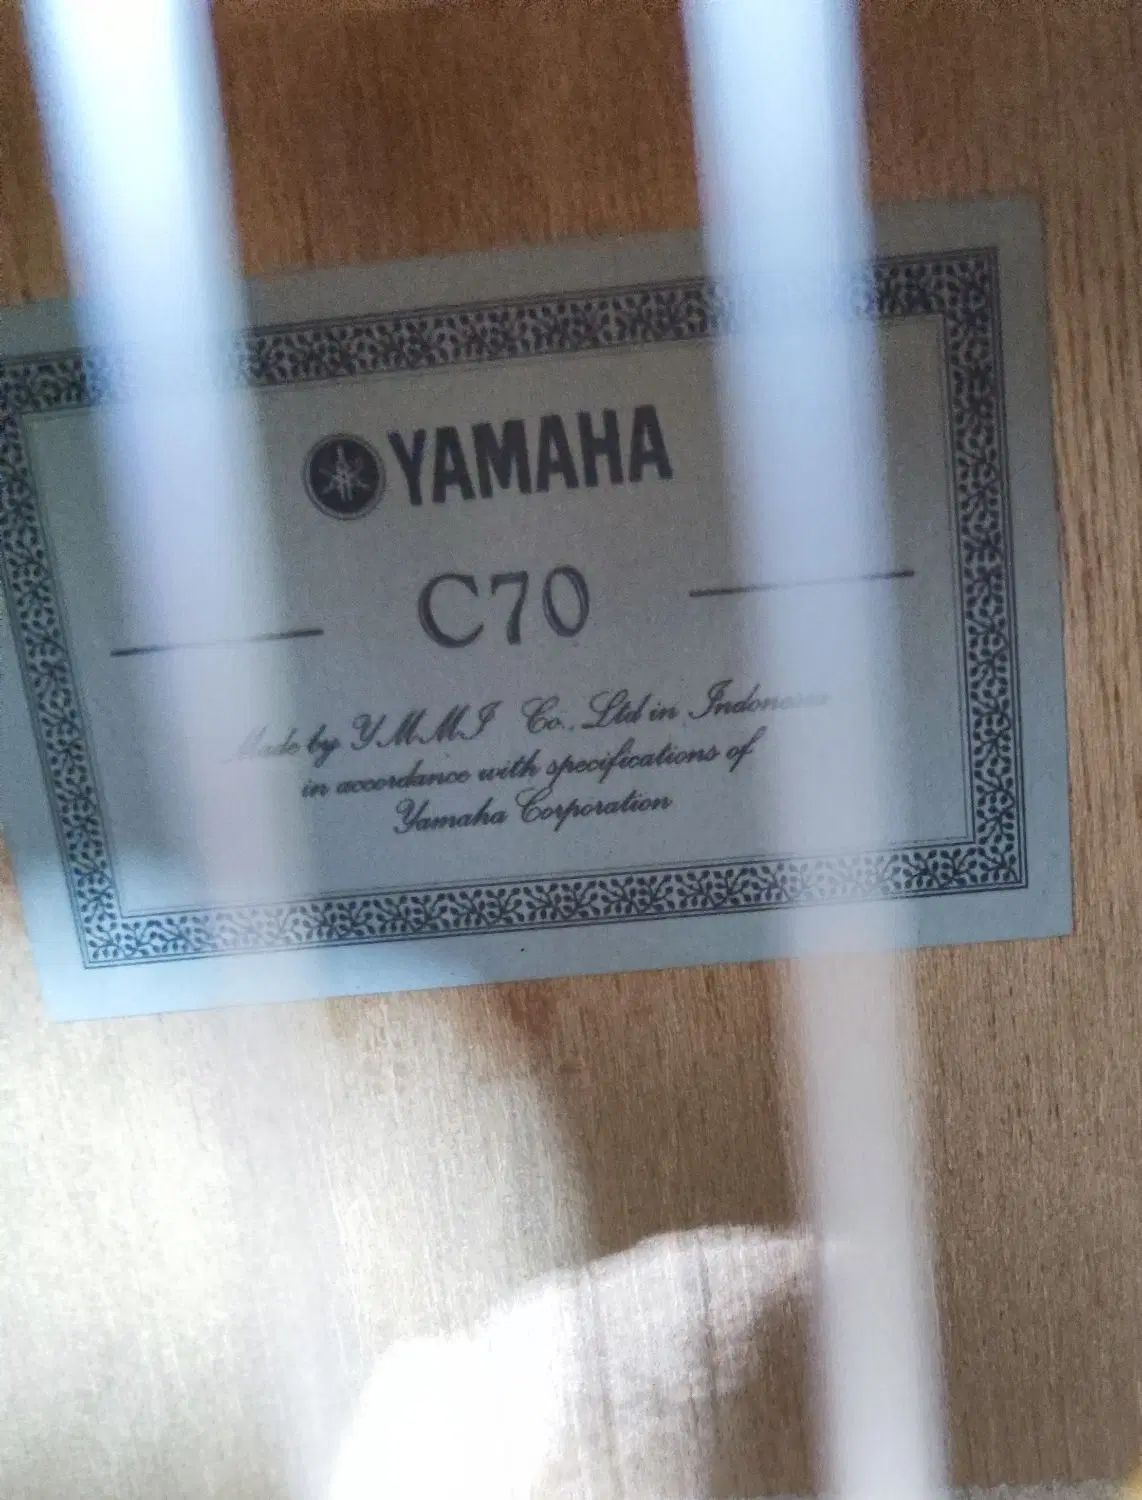 YAMAHA
C70
Made by YMMI Co., Ltd in Indonesia
in accordance with specifications of
Yamaha Corporation